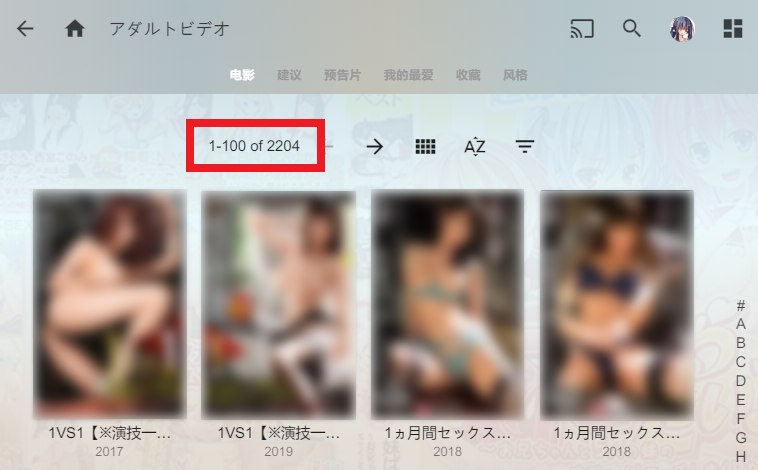 アダルトビデオ
电影 建议 预告片 我的最爱 收藏 风格
1-100 of 2204
AZ
1VS1【※演技一… 1VS1【※演技一… 1ヵ月間セックス… 1ヵ月間セックス…
2017 2019 2018 2018
#
A
B
C
D
E
F
G
H